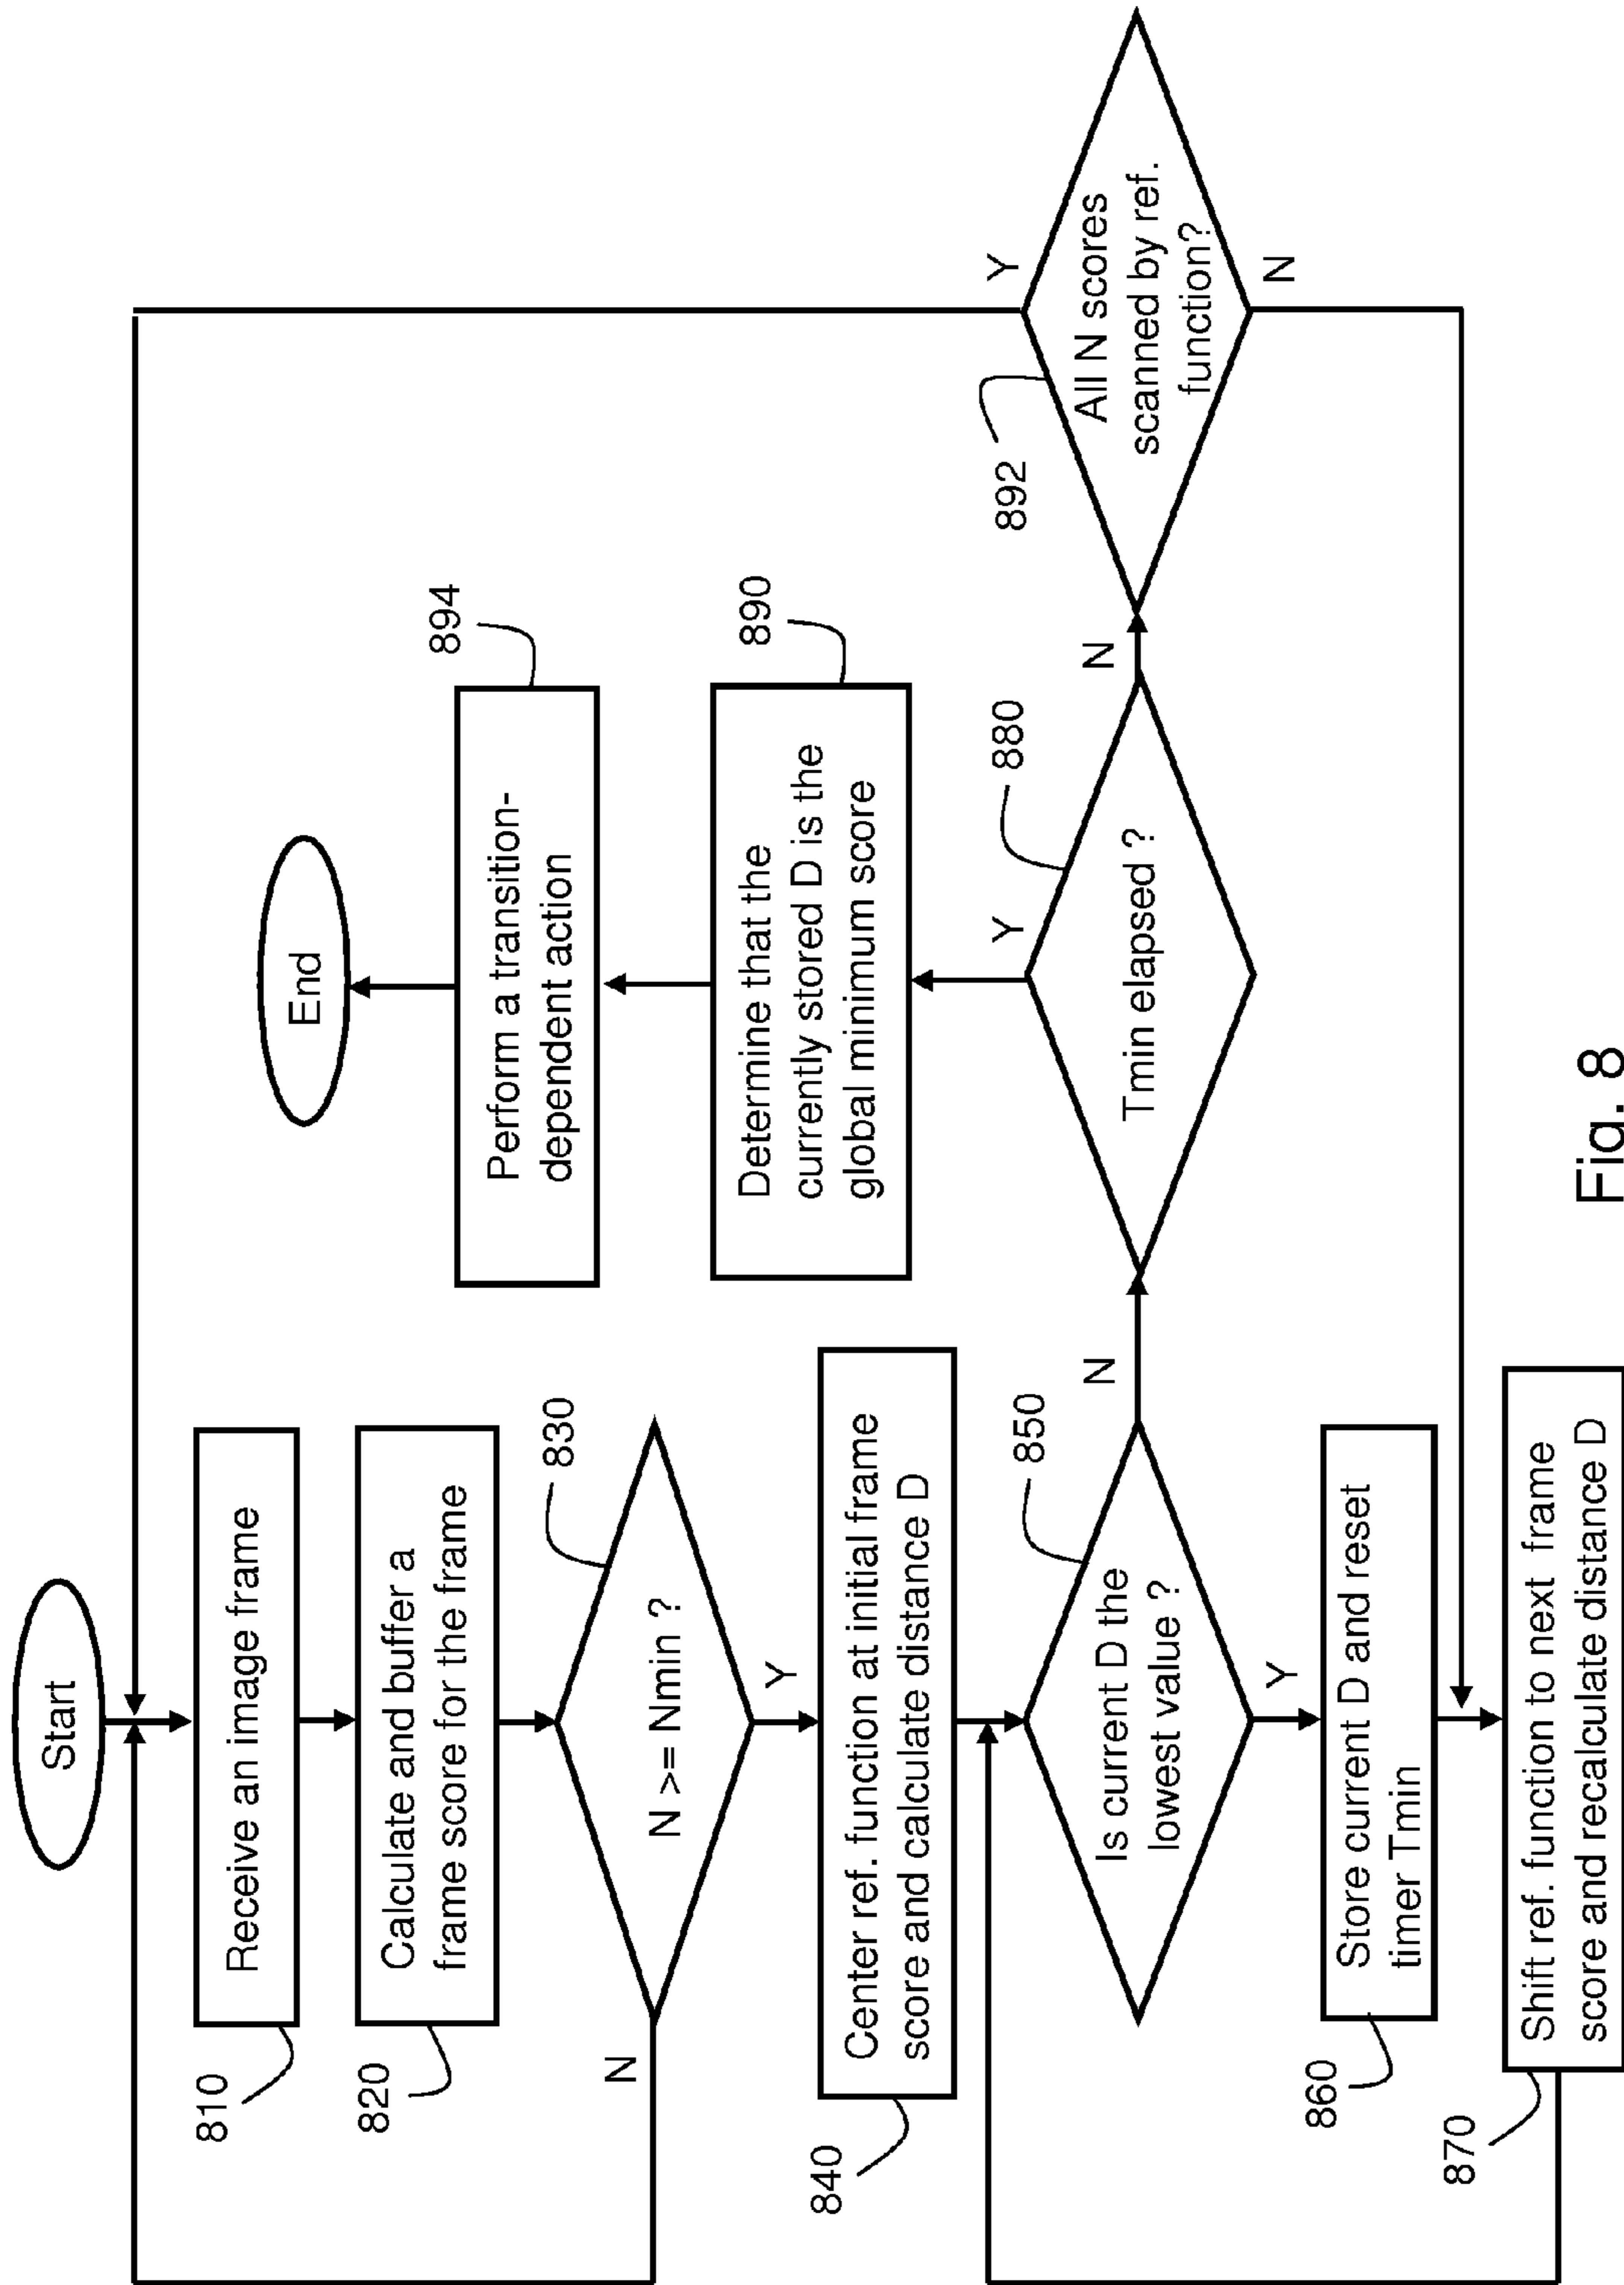 Start
810
Receive an image frame
820
Calculate and buffer a
frame score for the frame
830
N >= Nmin ?
N
Y
840
Center ref. function at initial frame
score and calculate distance D
850
Is current D the
lowest value ?
N
Y
860
Store current D and reset
timer Tmin
870
Shift ref. function to next frame
score and recalculate distance D
End
894
Perform a transition-
dependent action
890
Determine that the
currently stored D is the
global minimum score
880
Y
Tmin elapsed ?
N
892
Y
All N scores
scanned by ref.
function?
N
Fig. 8